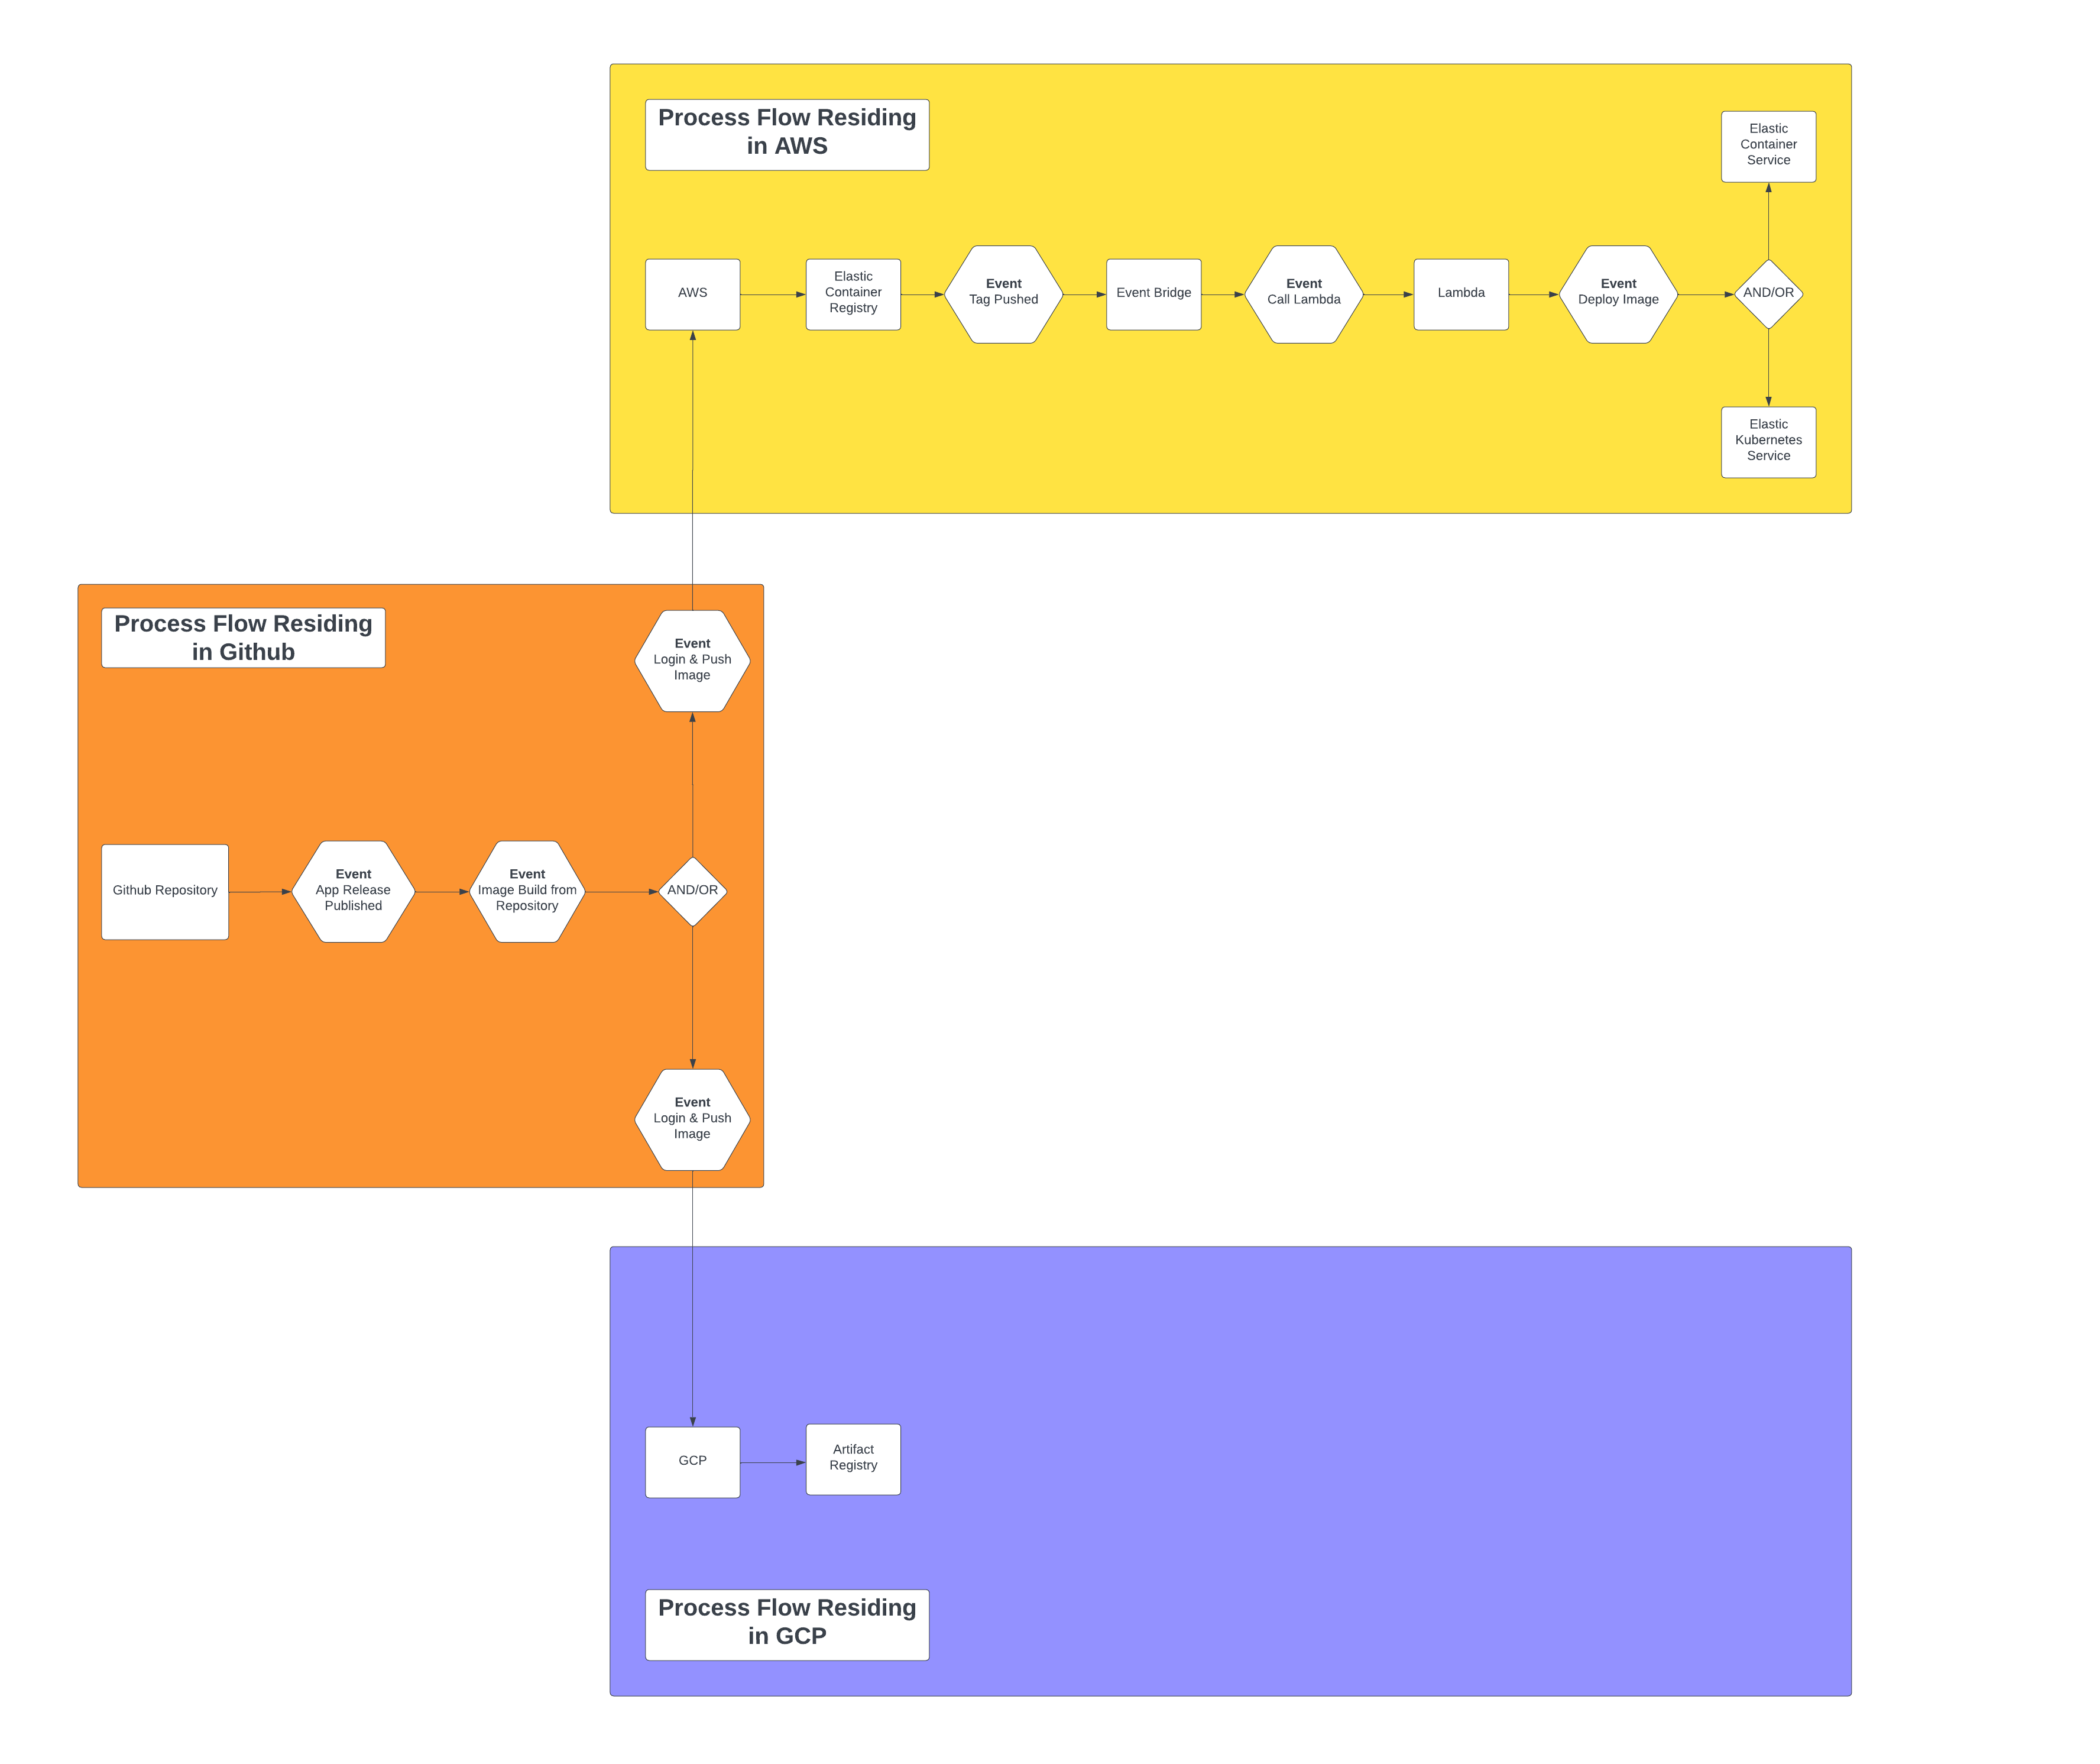 Process Flow Residing
in AWS
Elastic
Container
Service
AWS
Elastic
Container
Registry
Event
Tag Pushed
Event Bridge
Event
Call Lambda
Lambda
Event
Deploy Image
AND/OR
Elastic
Kubernetes
Service
Process Flow Residing
in Github
Event
Login & Push
Image
Github Repository
Event
App Release
Published
Event
Image Build from
Repository
AND/OR
Event
Login & Push
Image
GCP
Artifact
Registry
Process Flow Residing
in GCP